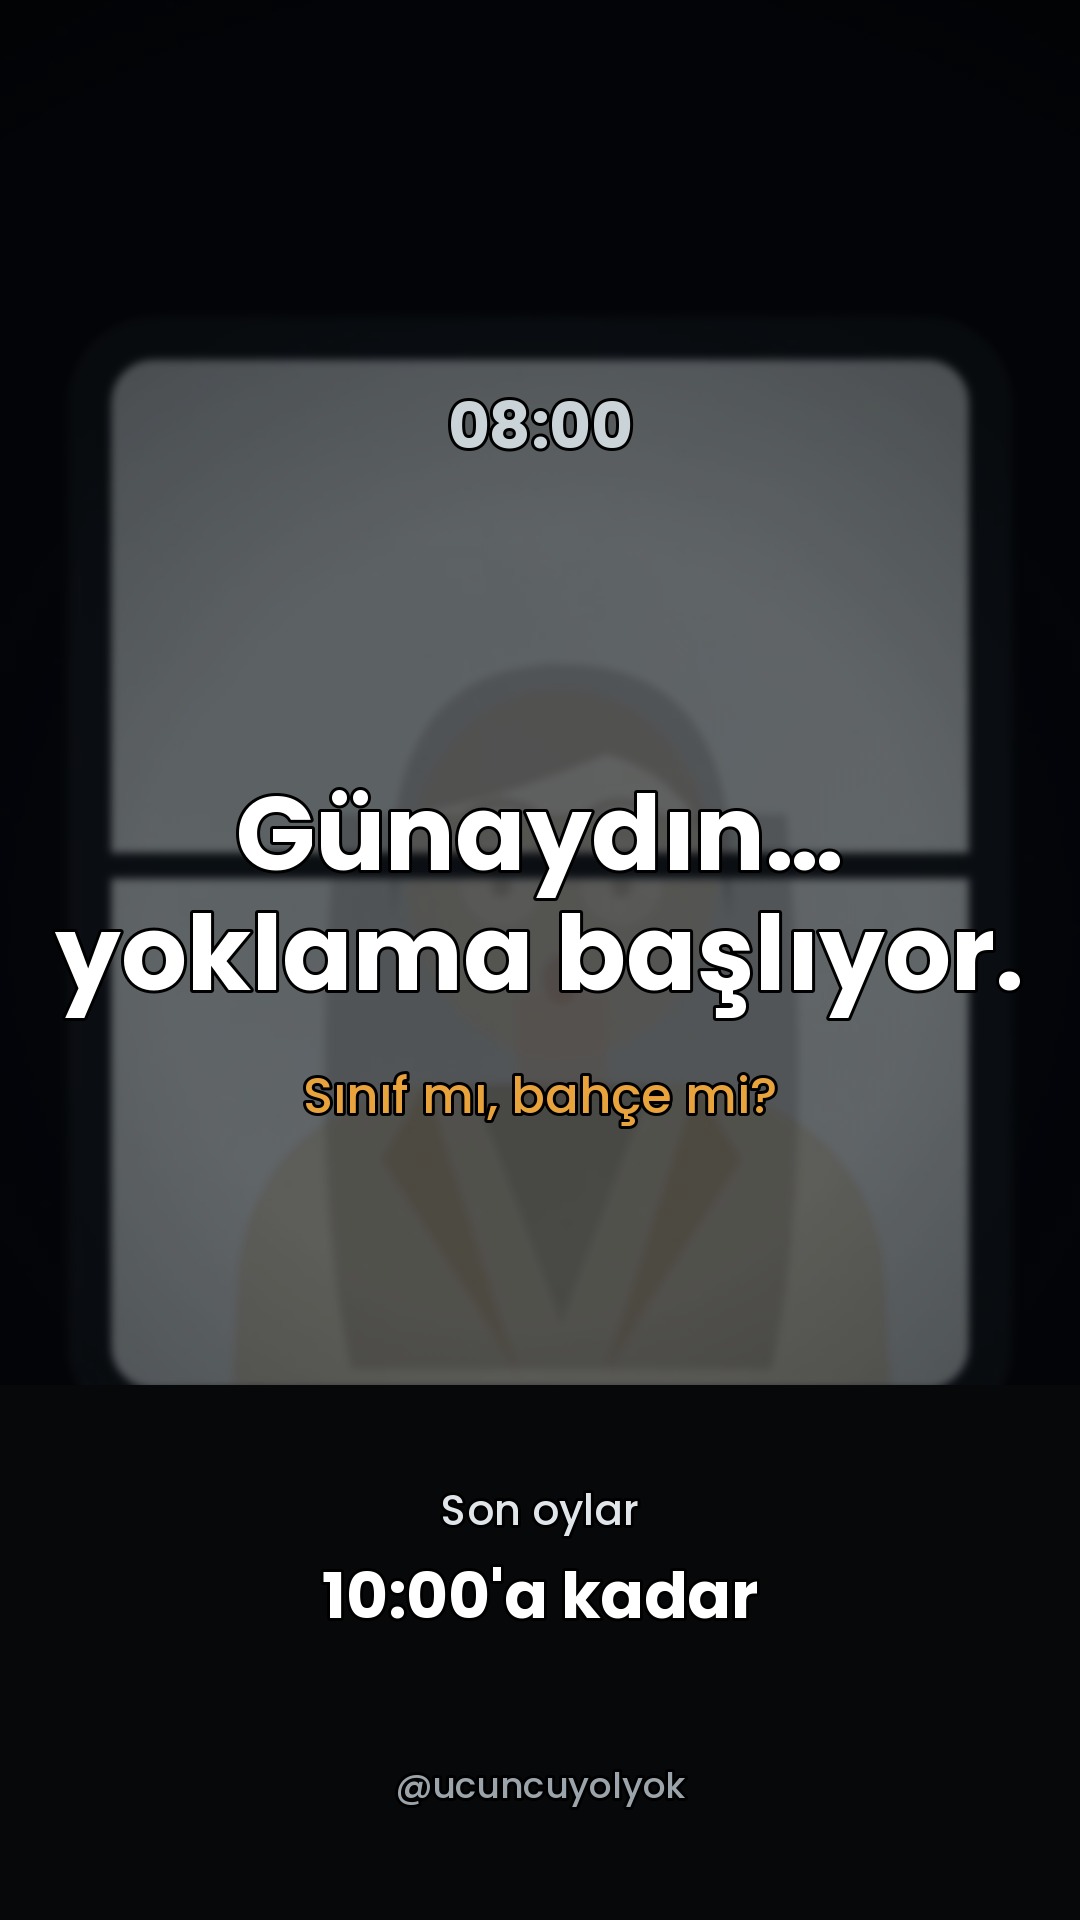 08:00
Günaydın...
yoklama başlıyor.
Sınıf mı, bahçe mi?
Son oylar
10:00'a kadar
@ucuncuyolyok